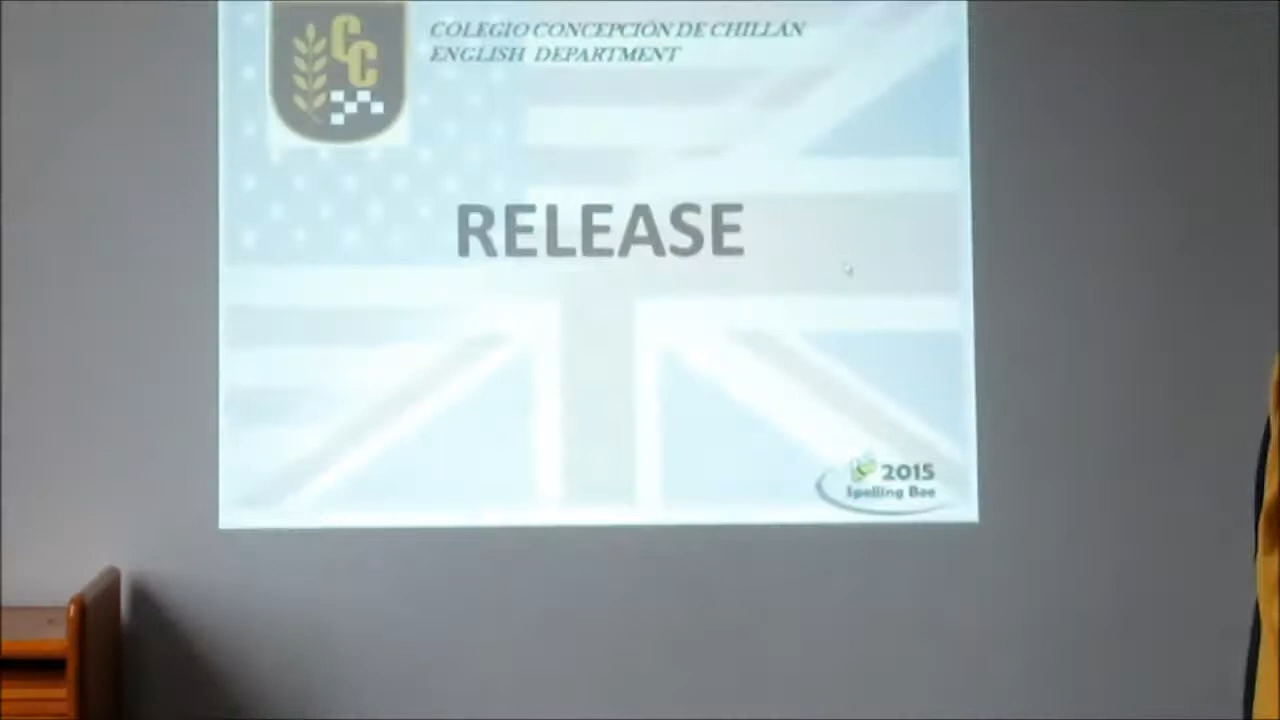 CC
COLEGIO CONCEPCIÓN DE CHILLÁN
ENGLISH DEPARTMENT
RELEASE
2015
Spelling Bee